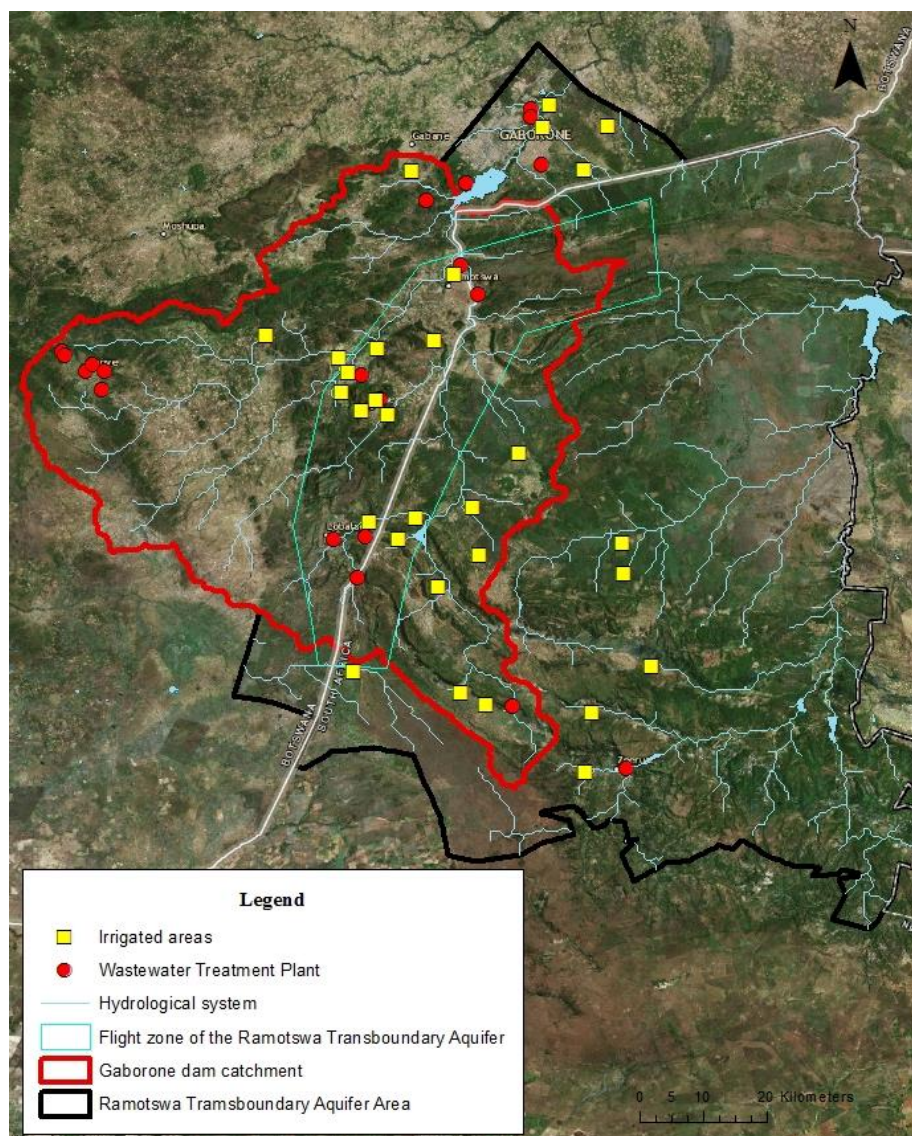 N
BOTSWANA
Gabane
GABORONE
Moshupa
BOTSWANA
SOUTH AFRICA
Legend
Irrigated areas
Wastewater Treatment Plant
Hydrological system
Flight zone of the Ramotswa Transboundary Aquifer
Gaborone dam catchment
Ramotswa Tramsboundary Aquifer Area
0 5 10 20 Kilometers